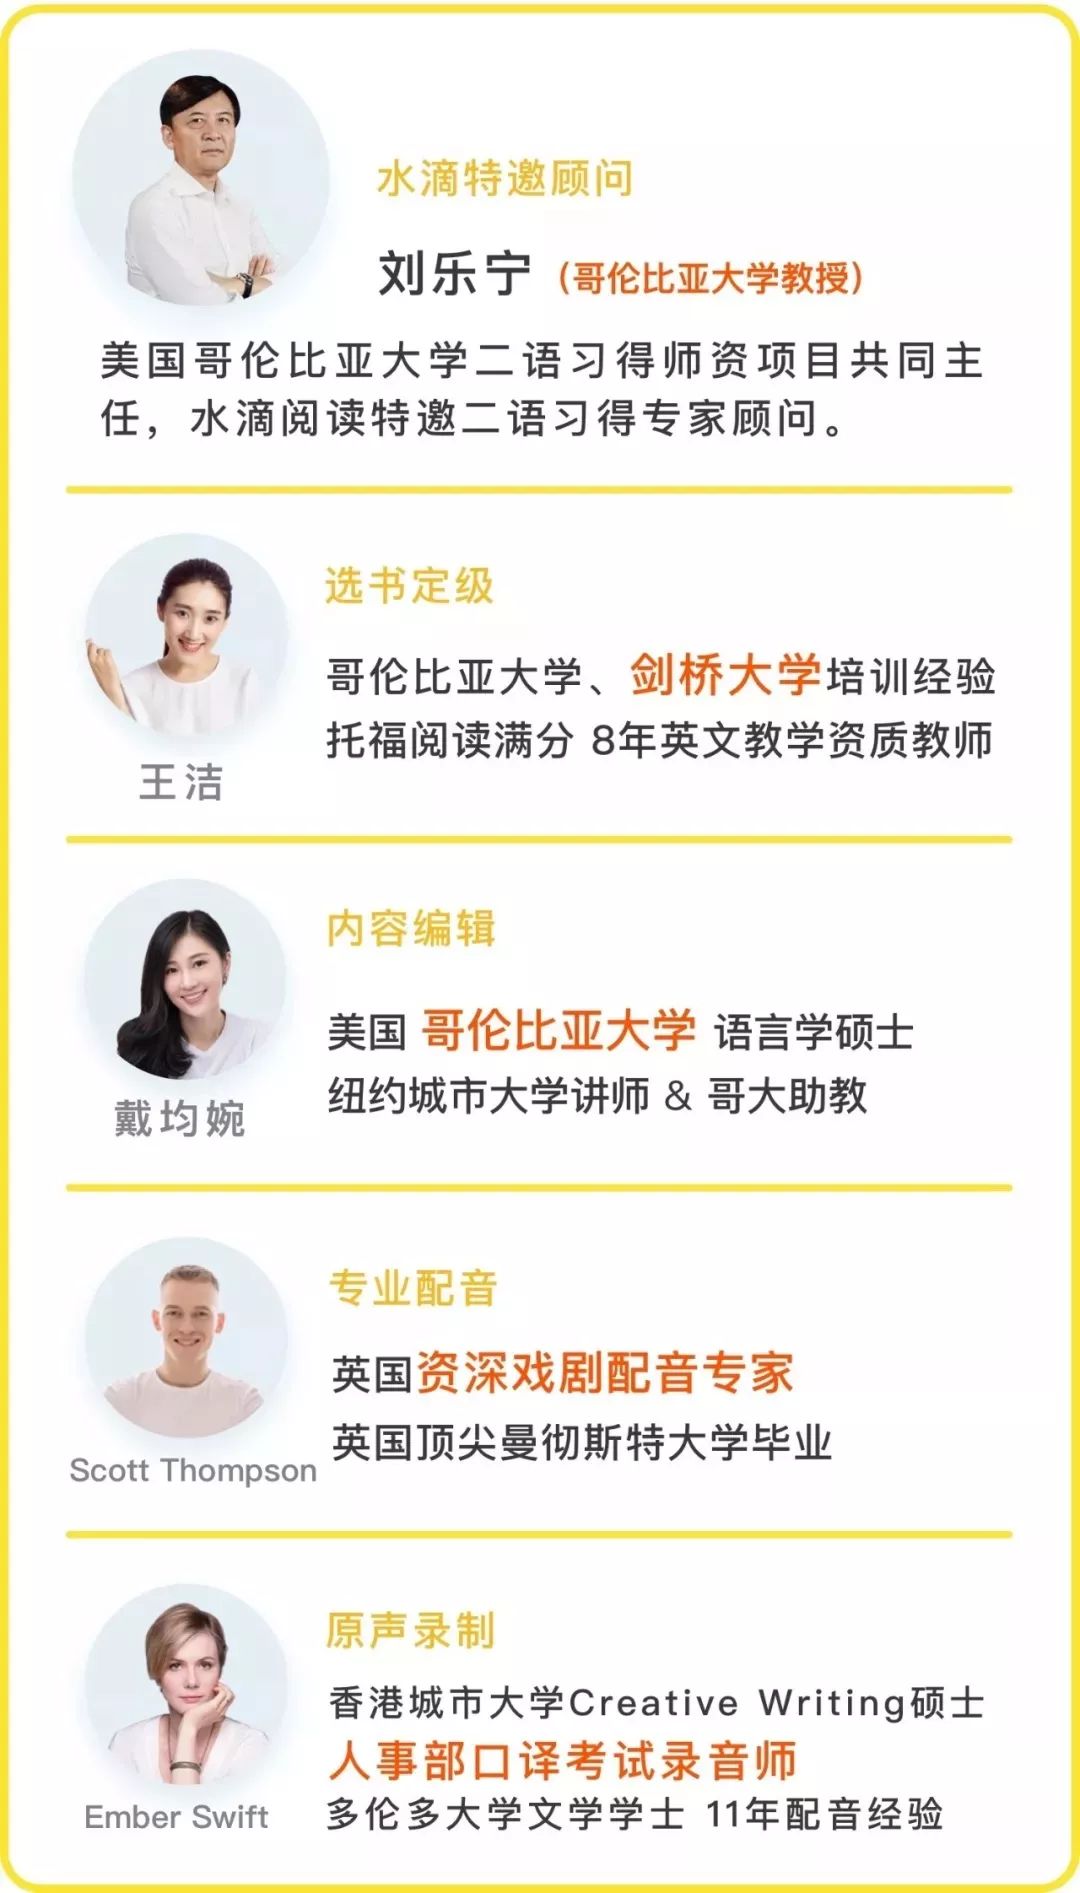 水滴特邀顾问
刘乐宁（哥伦比亚大学教授）
美国哥伦比亚大学二语习得师资项目共同主
任，水滴阅读特邀二语习得专家顾问。
选书定级
哥伦比亚大学、剑桥大学培训经验
托福阅读满分 8年英文教学资质教师
王洁
内容编辑
美国 哥伦比亚大学 语言学硕士
纽约城市大学讲师 & 哥大助教
戴均婉
专业配音
英国资深戏剧配音专家
英国顶尖曼彻斯特大学毕业
Scott Thompson
原声录制
香港城市大学Creative Writing硕士
人事部口译考试录音师
多伦多大学文学学士 11年配音经验
Ember Swift